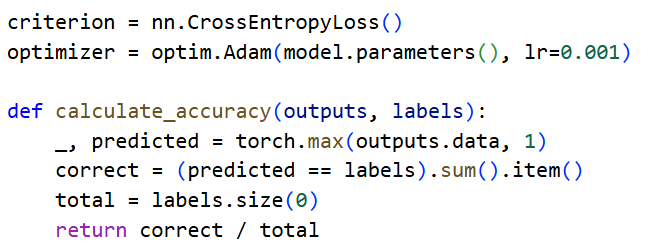 criterion = nn.CrossEntropyLoss()
optimizer = optim.Adam(model.parameters(), lr=0.001)

def calculate_accuracy(outputs, labels):
    _, predicted = torch.max(outputs.data, 1)
    correct = (predicted == labels).sum().item()
    total = labels.size(0)
    return correct / total